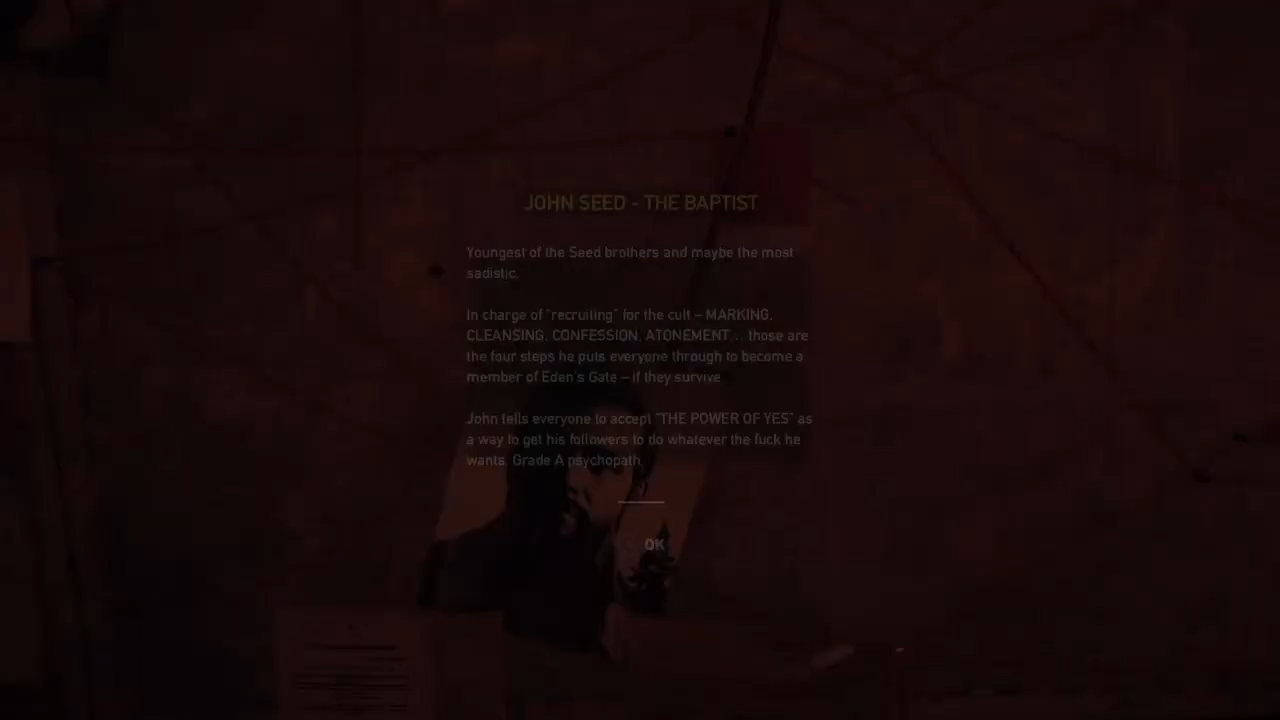 JOHN SEED - THE BAPTIST
Youngest of the Seed brothers and maybe the most
sadistic.
In charge of "recruiting" for the cult – MARKING,
CLEANSING, CONFESSION, ATONEMENT... those are
the four steps he puts everyone through to become a
member of Eden's Gate – if they survive.
John tells everyone to accept "THE POWER OF YES" as
a way to get his followers to do whatever the fuck he
wants. Grade A psychopath.
OK